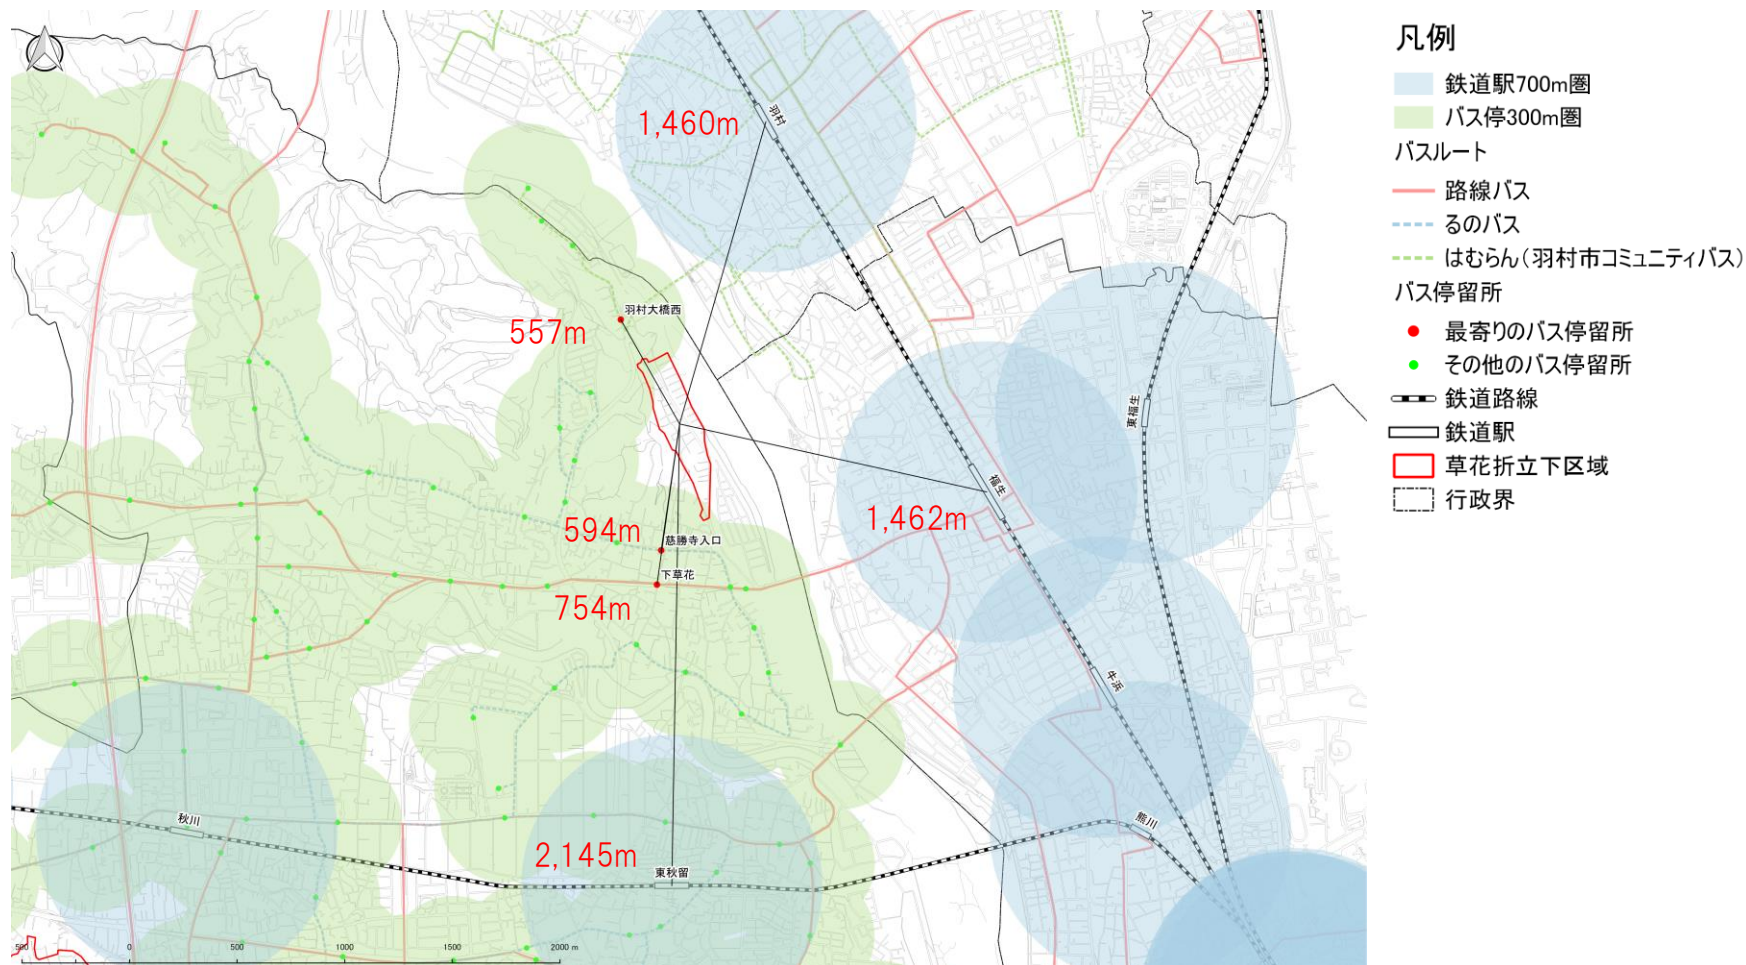 凡例
鉄道駅700m圏
バス停300m圏
バスルート
路線バス
るのバス
はむらん(羽村市コミュニティバス)
バス停留所
最寄りのバス停留所
その他のバス停留所
鉄道路線
鉄道駅
草花折立下区域
行政界
羽村
1,460m
羽村大橋西
557m
東福生
福生
1,462m
594m
慈勝寺入口
下草花
754m
牛浜
秋川
熊川
2,145m
東秋留
500 0 500 1000 1500 2000 m